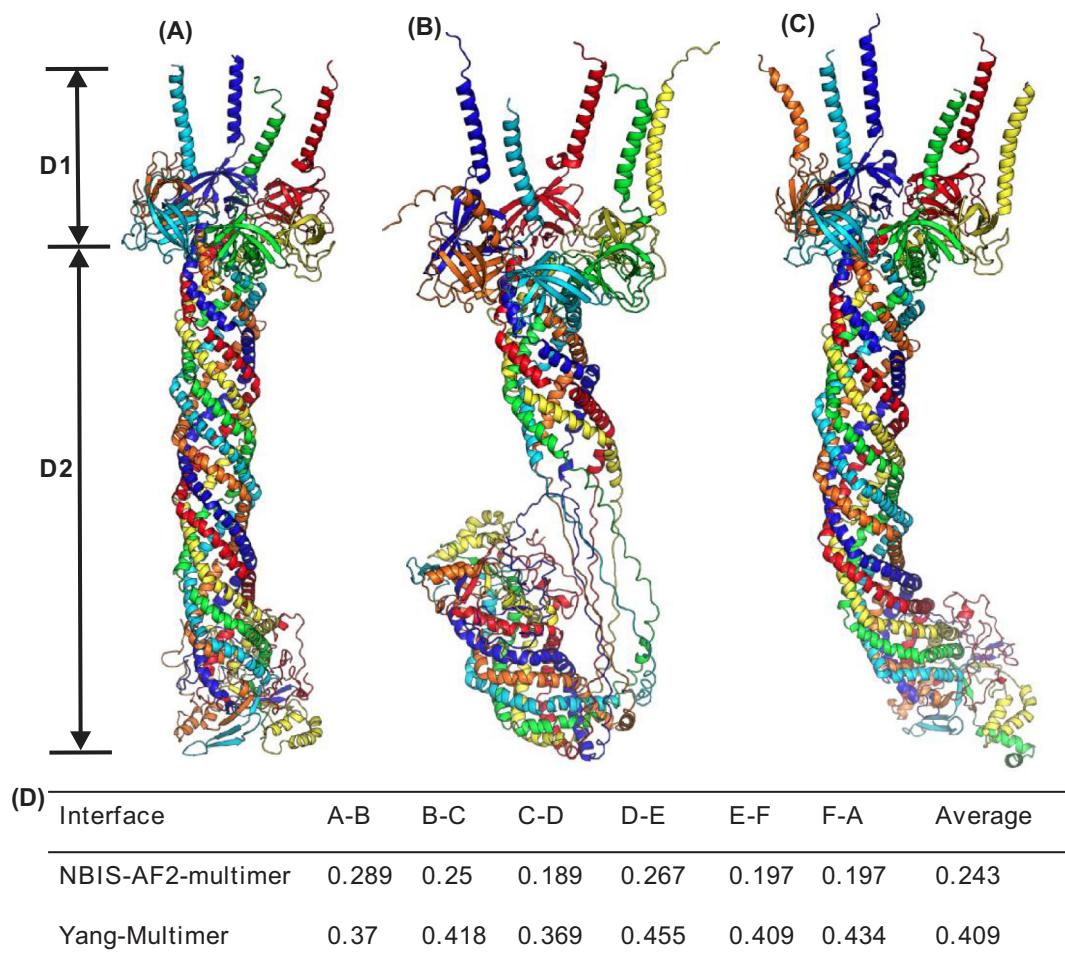 (A)
(B)
(C)
D1
D2
(D)
Interface A-B B-C C-D D-E E-F F-A Average
NBIS-AF2-multimer 0.289 0.25 0.189 0.267 0.197 0.197 0.243
Yang-Multimer 0.37 0.418 0.369 0.455 0.409 0.434 0.409